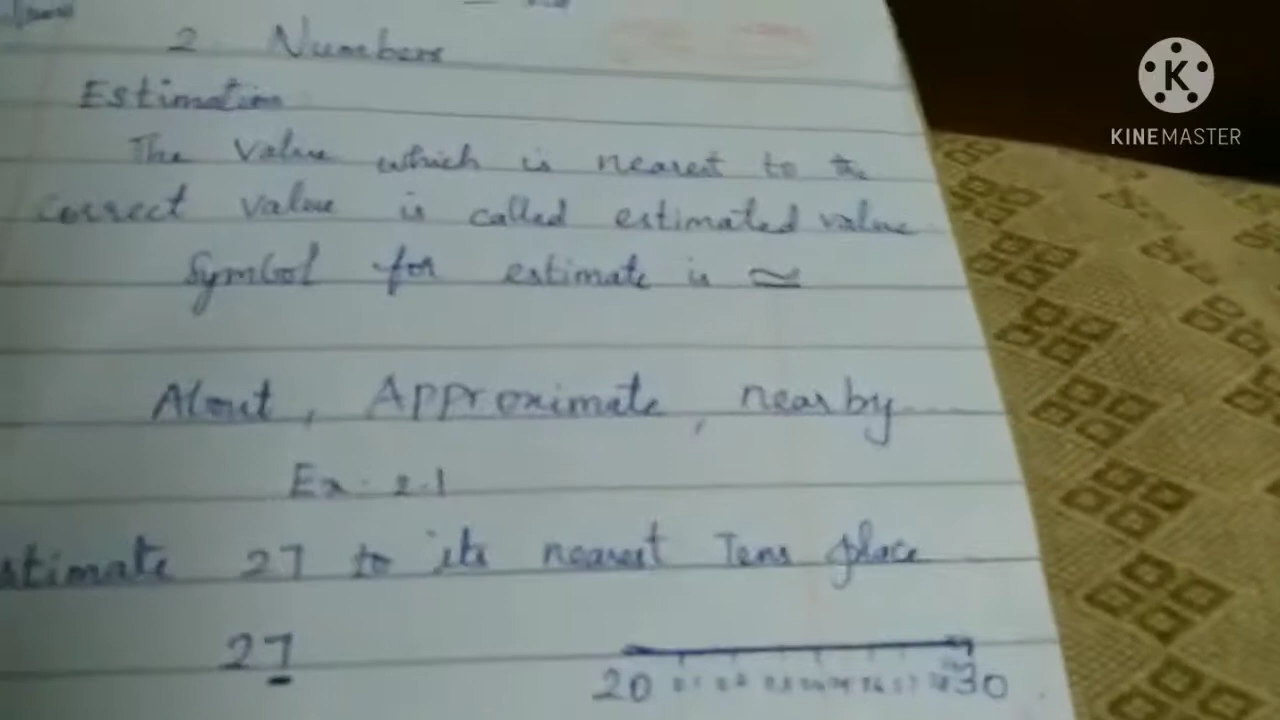 2 Numbers
Estimation
The value which is nearest to the
correct value is called estimated value
Symbol for estimate is ≃
About, Approximate, nearby
Ex. 2.1
stimate 27 to its nearest Tens place
27
20 30
K
KINEMASTER